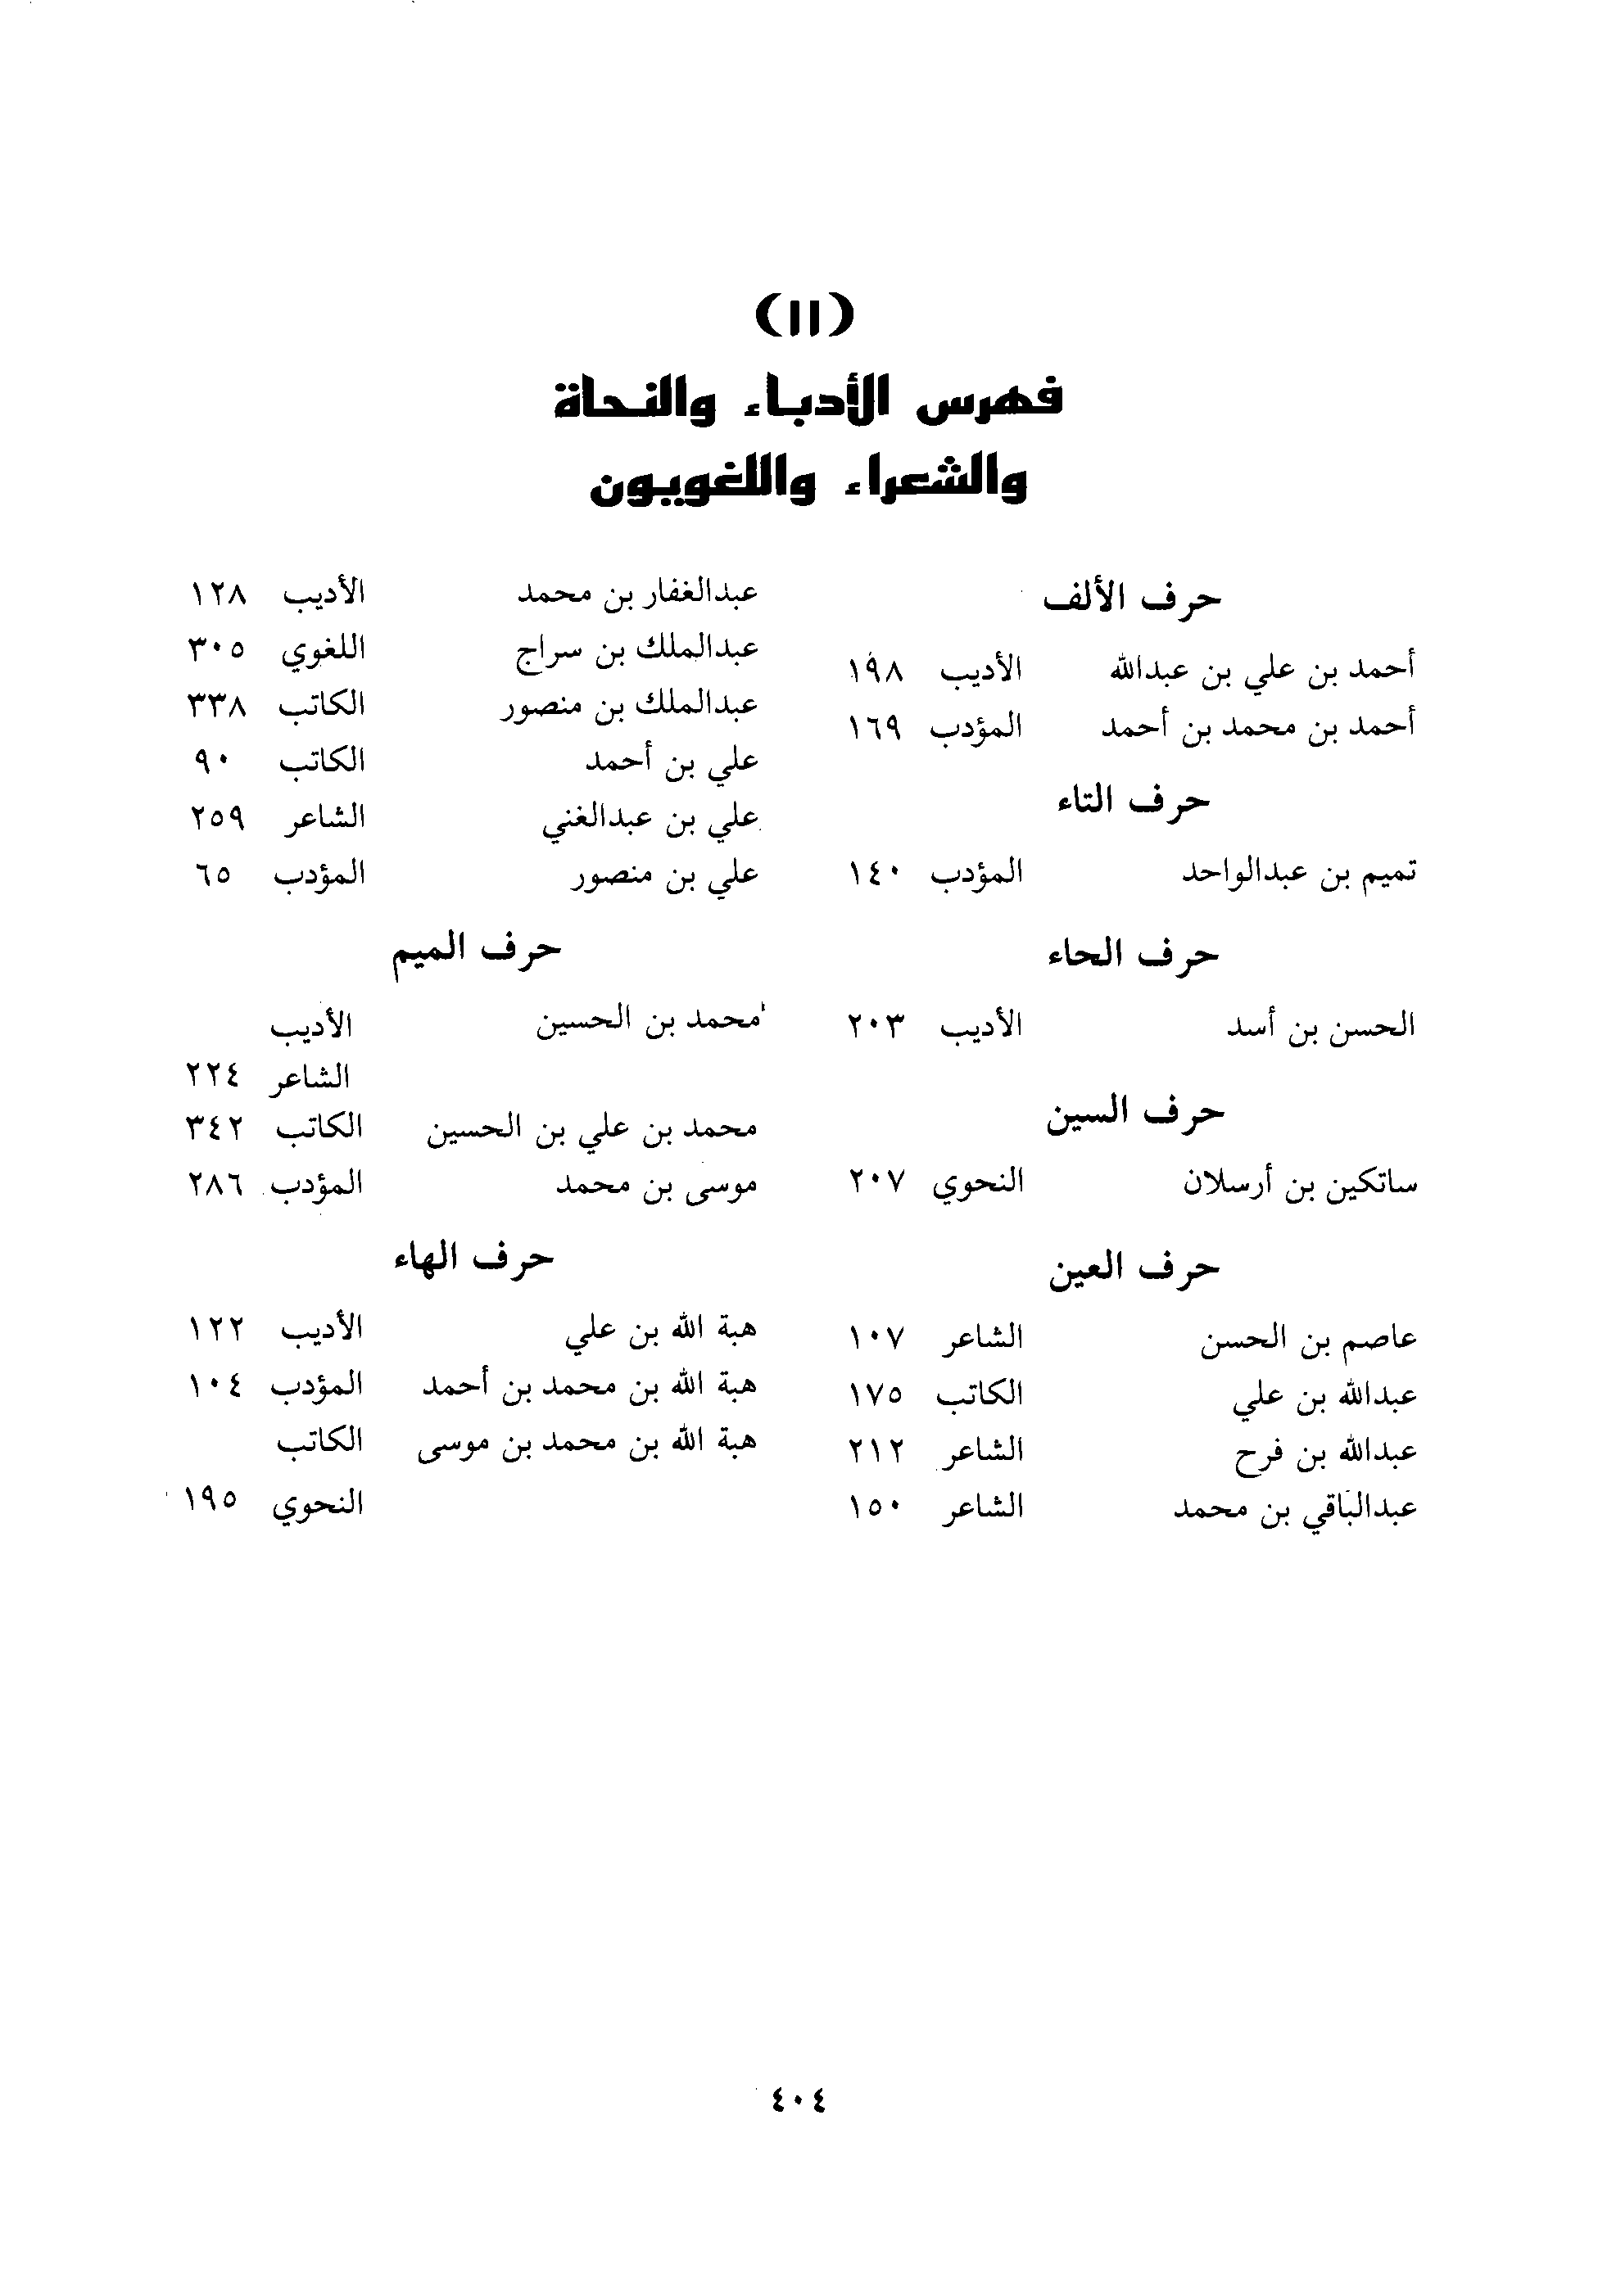 (١١)
فهرس الأدباء والنحاة
والشعراء واللغويون
حرف الألف
أحمد بن علي بن عبدالله الأديب ١٩٨
أحمد بن محمد بن أحمد المؤدب ١٦٩
حرف التاء
تميم بن عبدالواحد المؤدب ١٤٠
حرف الحاء
الحسن بن أسد الأديب ٢٠٣
حرف السين
ساتكين بن أرسلان النحوي ٢٠٧
حرف العين
عاصم بن الحسن الشاعر ١٠٧
عبدالله بن علي الكاتب ١٧٥
عبدالله بن فرح الشاعر ٢١٢
عبدالباقي بن محمد الشاعر ١٥٠
عبدالغفار بن محمد الأديب ١٢٨
عبدالملك بن سراج اللغوي ٣٠٥
عبدالملك بن منصور الكاتب ٣٣٨
علي بن أحمد الكاتب ٩٠
علي بن عبدالغني الشاعر ٢٥٩
علي بن منصور المؤدب ٦٥
حرف الميم
محمد بن الحسين الأديب
الشاعر ٢٢٤
محمد بن علي بن الحسين الكاتب ٣٤٢
موسى بن محمد المؤدب ٢٨٦
حرف الهاء
هبة الله بن علي الأديب ١٢٢
هبة الله بن محمد بن أحمد المؤدب ١٠٤
هبة الله بن محمد بن موسى الكاتب
النحوي ١٩٥
٤٠٤